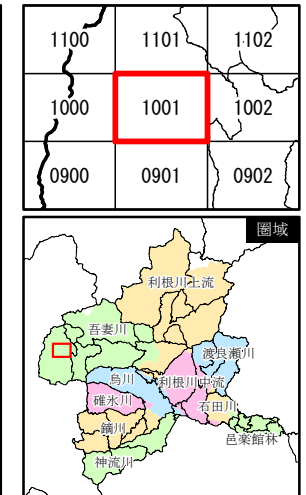 1100 1101 1102
1000 1001 1002
0900 0901 0902
圏域
利根川上流
吾妻川
渡良瀬川
烏川
利根川中流
碓氷川
石田川
鏑川
邑楽館林
神流川